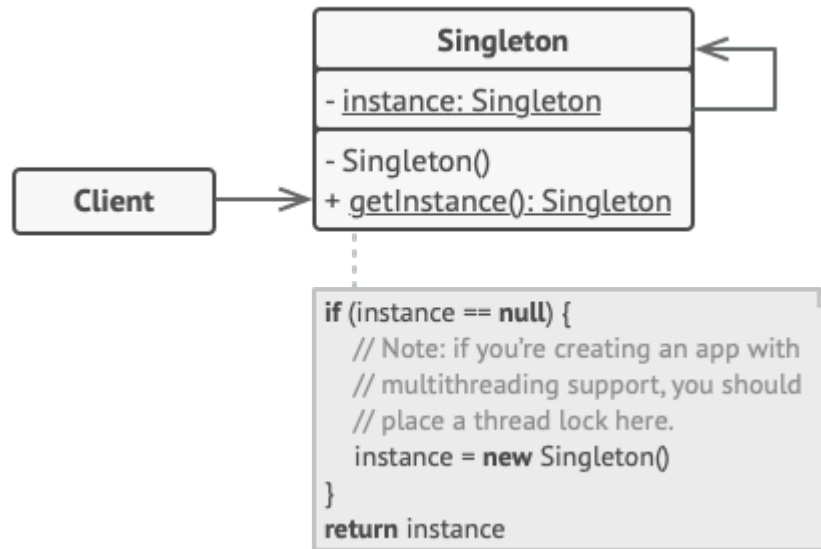 Singleton
- instance: Singleton
- Singleton()
+ getInstance(): Singleton
Client
if (instance == null) {
// Note: if you're creating an app with
// multithreading support, you should
// place a thread lock here.
instance = new Singleton()
}
return instance